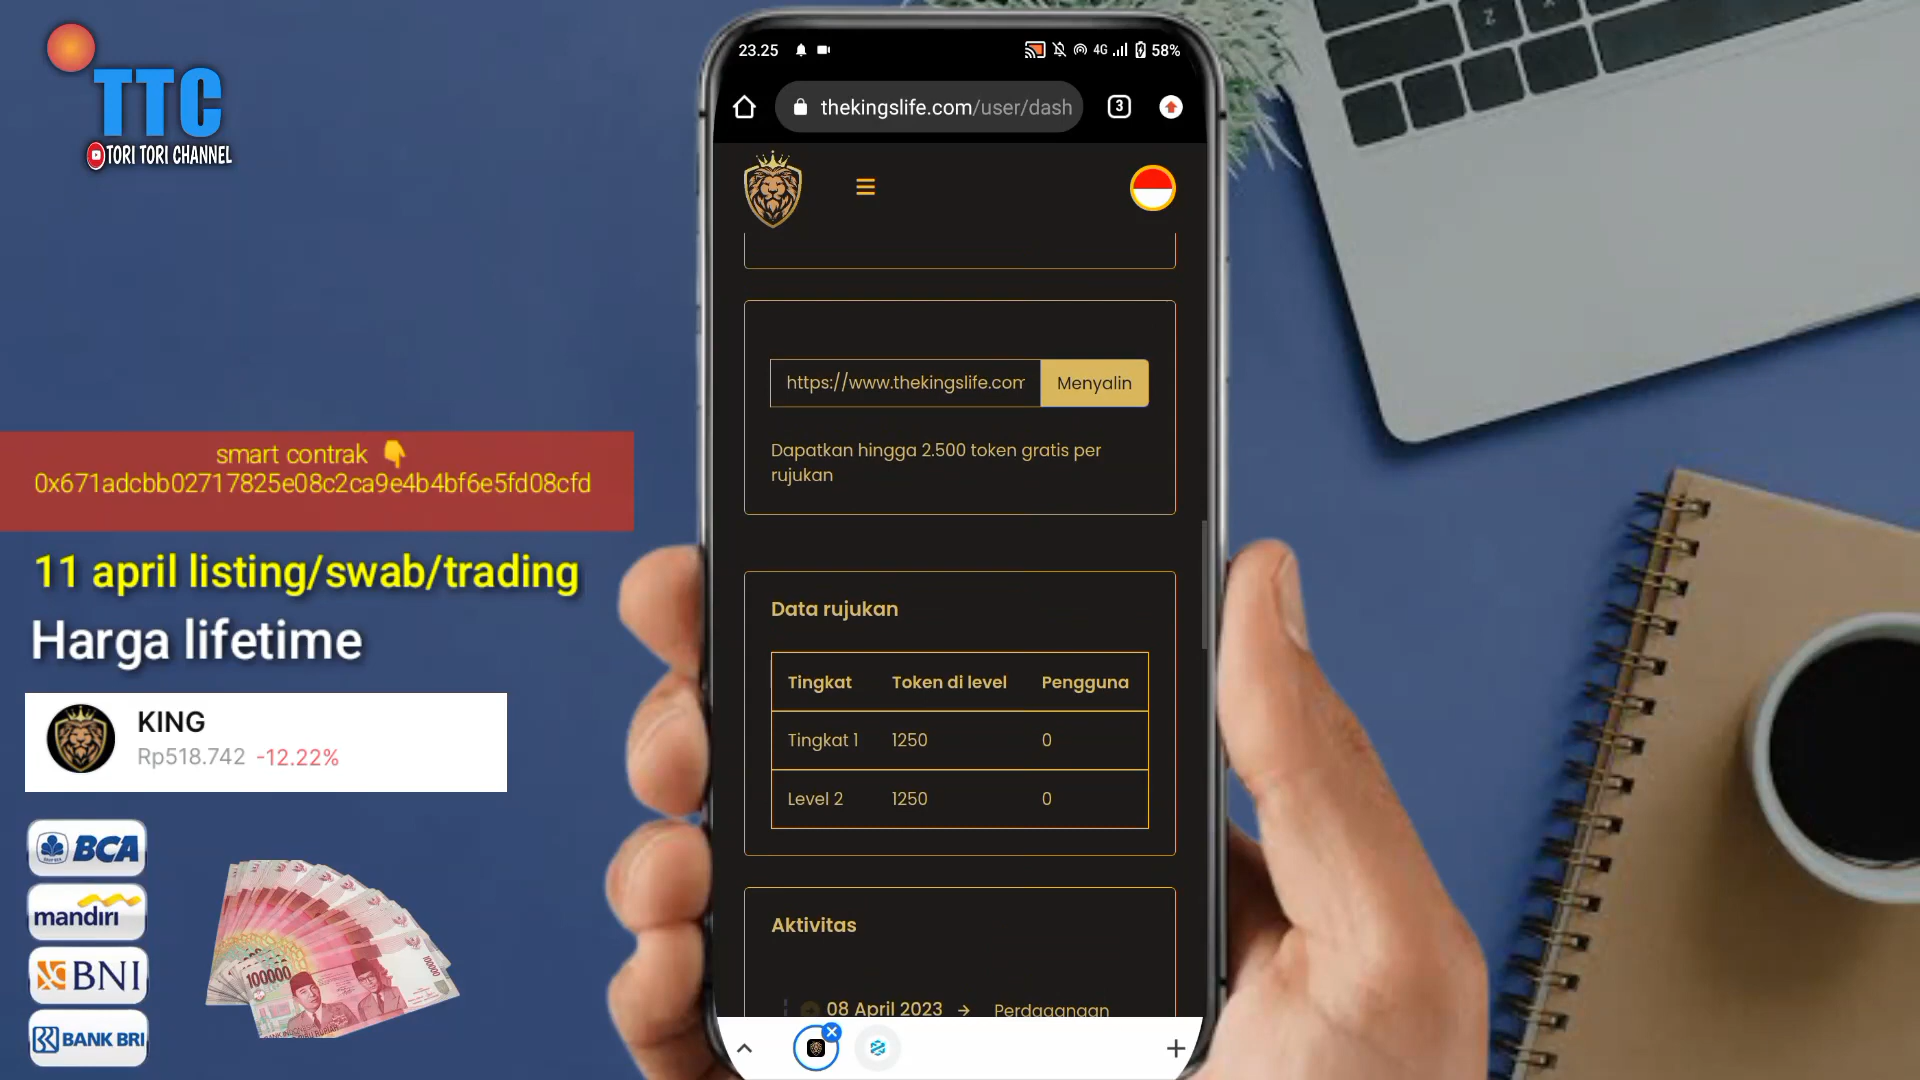 TTC
TORI TORI CHANNEL
smart contrak 👇
0x671adcbb02717825e08c2ca9e4b4bf6e5fd08cfd
11 april listing/swab/trading
Harga lifetime
KING
Rp518.742 -12.22%
BCA
mandiri
BNI
BANK BRI
100000
100000
23.25
4G
58%
thekingslife.com/user/dash
3
https://www.thekingslife.com
Menyalin
Dapatkan hingga 2.500 token gratis per
rujukan
Data rujukan
Tingkat Token di level Pengguna
Tingkat 1 1250 0
Level 2 1250 0
Aktivitas
08 April 2023 → Perdagangan
Z